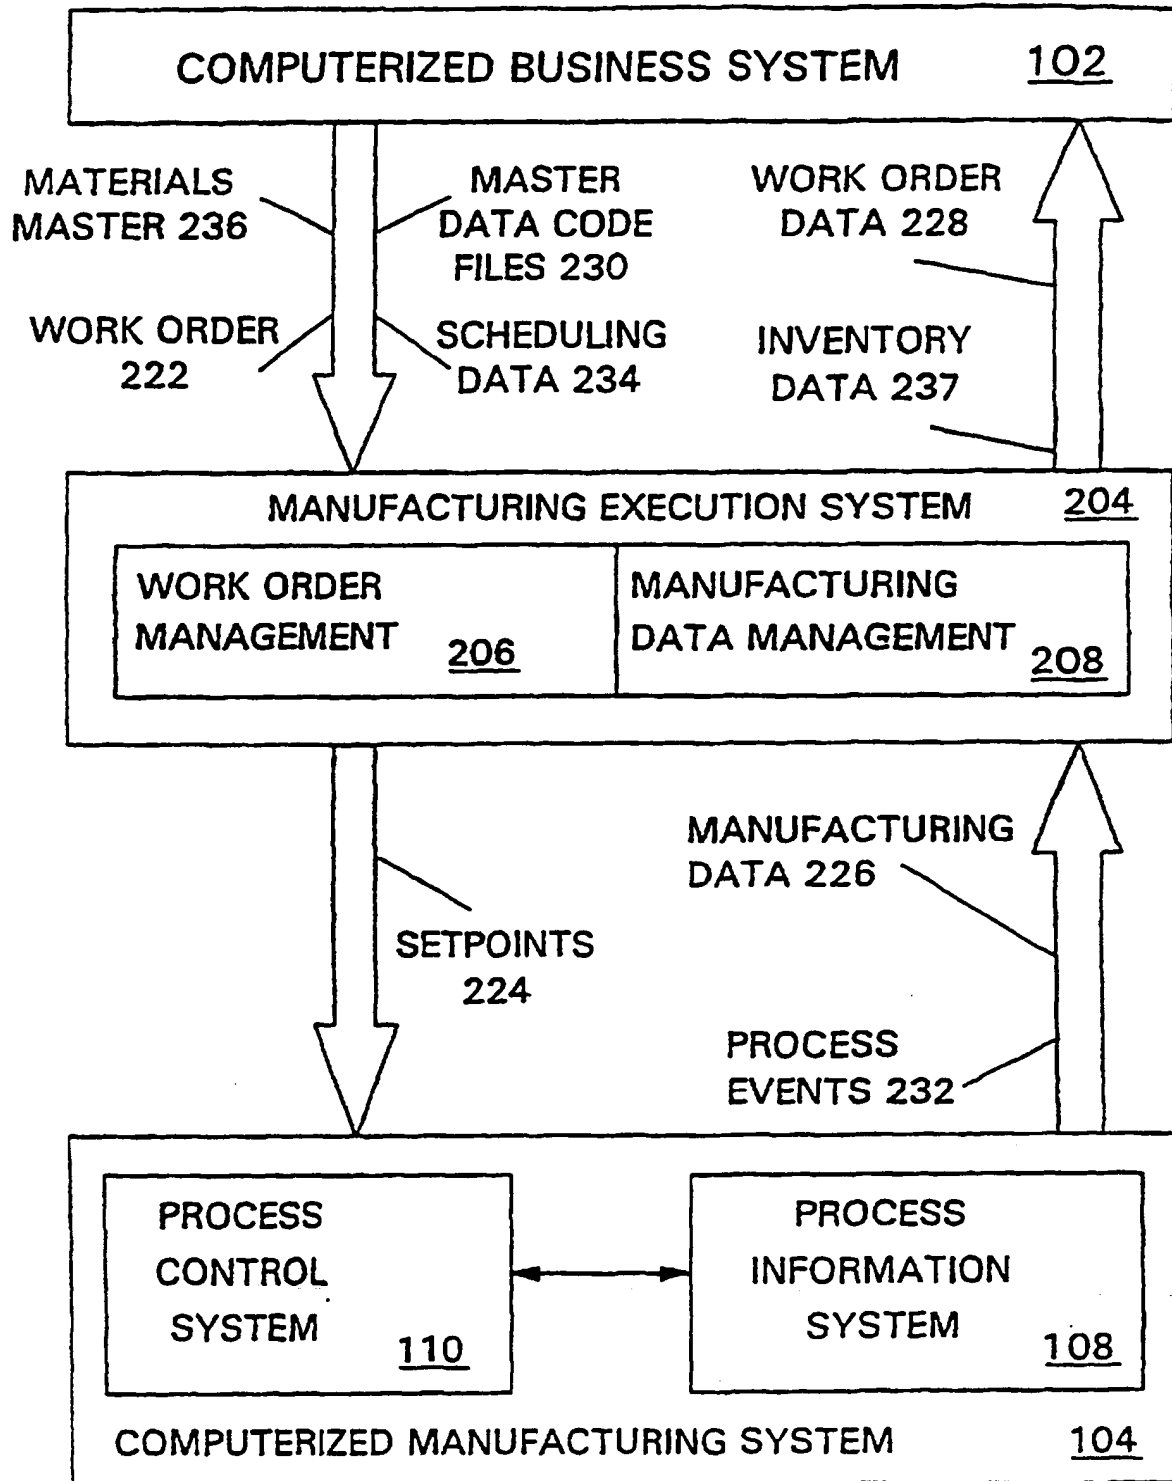 COMPUTERIZED BUSINESS SYSTEM 102
MATERIALS
MASTER 236
MASTER
DATA CODE
FILES 230
WORK ORDER
DATA 228
WORK ORDER
222
SCHEDULING
DATA 234
INVENTORY
DATA 237
MANUFACTURING EXECUTION SYSTEM 204
WORK ORDER
MANAGEMENT 206
MANUFACTURING
DATA MANAGEMENT 208
MANUFACTURING
DATA 226
SETPOINTS
224
PROCESS
EVENTS 232
PROCESS
CONTROL
SYSTEM 110
PROCESS
INFORMATION
SYSTEM 108
COMPUTERIZED MANUFACTURING SYSTEM 104